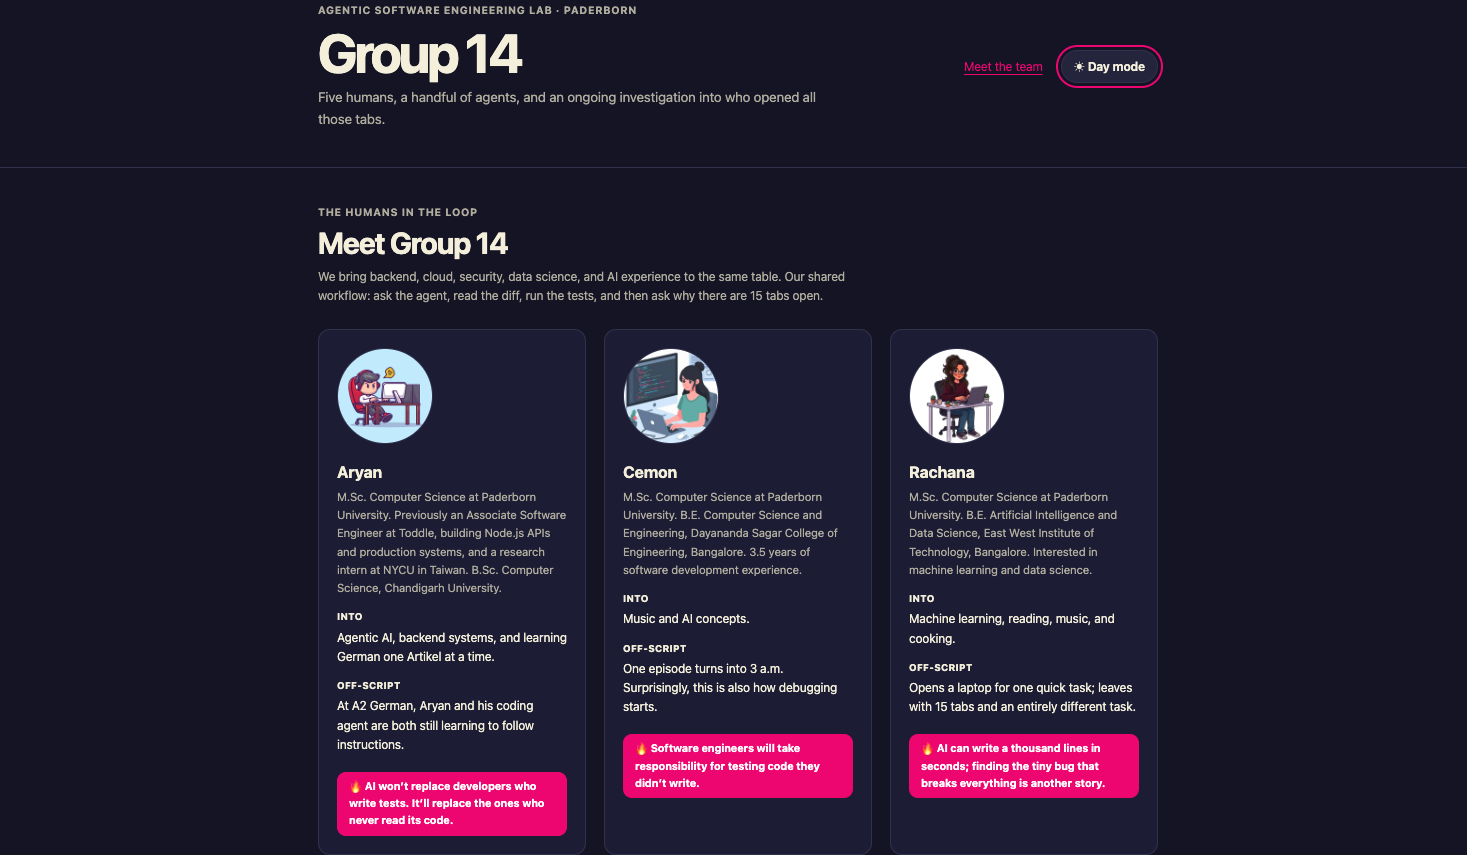 AGENTIC SOFTWARE ENGINEERING LAB · PADERBORN
Group 14
Five humans, a handful of agents, and an ongoing investigation into who opened all
those tabs.
Meet the team
☀ Day mode
THE HUMANS IN THE LOOP
Meet Group 14
We bring backend, cloud, security, data science, and AI experience to the same table. Our shared
workflow: ask the agent, read the diff, run the tests, and then ask why there are 15 tabs open.
Aryan
M.Sc. Computer Science at Paderborn
University. Previously an Associate Software
Engineer at Toddle, building Node.js APIs
and production systems, and a research
intern at NYCU in Taiwan. B.Sc. Computer
Science, Chandigarh University.
INTO
Agentic AI, backend systems, and learning
German one Artikel at a time.
OFF-SCRIPT
At A2 German, Aryan and his coding
agent are both still learning to follow
instructions.
🔥 AI won't replace developers who
write tests. It'll replace the ones who
never read its code.
Cemon
M.Sc. Computer Science at Paderborn
University. B.E. Computer Science and
Engineering, Dayananda Sagar College of
Engineering, Bangalore. 3.5 years of
software development experience.
INTO
Music and AI concepts.
OFF-SCRIPT
One episode turns into 3 a.m.
Surprisingly, this is also how debugging
starts.
🔥 Software engineers will take
responsibility for testing code they
didn't write.
Rachana
M.Sc. Computer Science at Paderborn
University. B.E. Artificial Intelligence and
Data Science, East West Institute of
Technology, Bangalore. Interested in
machine learning and data science.
INTO
Machine learning, reading, music, and
cooking.
OFF-SCRIPT
Opens a laptop for one quick task; leaves
with 15 tabs and an entirely different task.
🔥 AI can write a thousand lines in
seconds; finding the tiny bug that
breaks everything is another story.